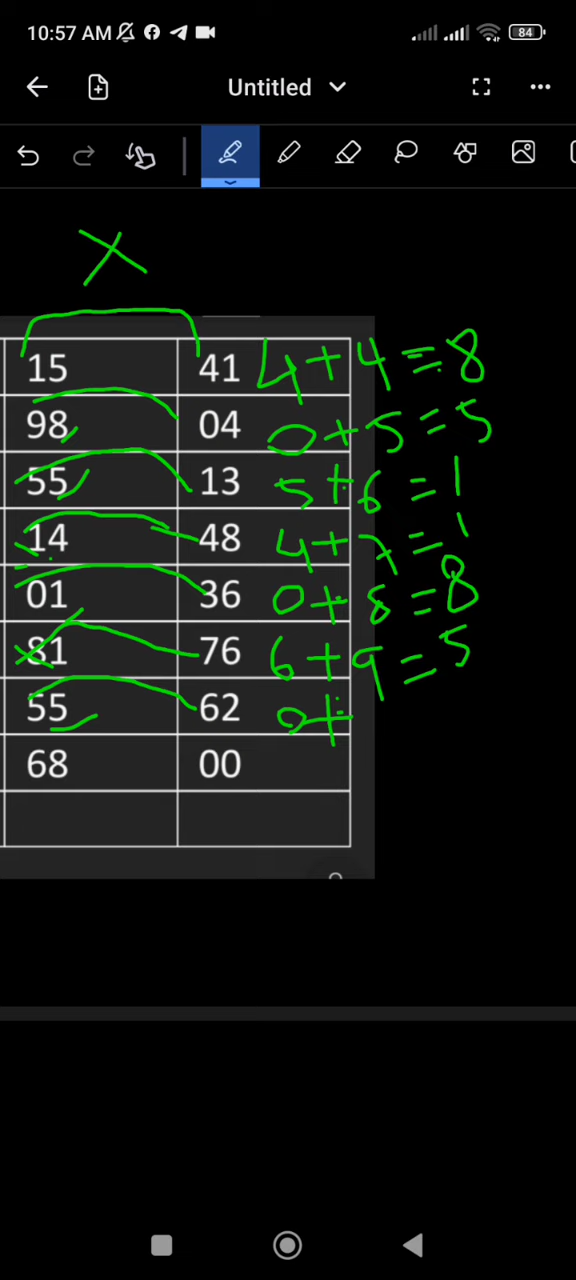 10:57 AM 84
Untitled
X
15 41 4+4=8
98 04 0+5=5
55 13 5+6=1
14 48 4+7=1
01 36 0+8=8
81 76 6+9=5
55 62 0+
68 00